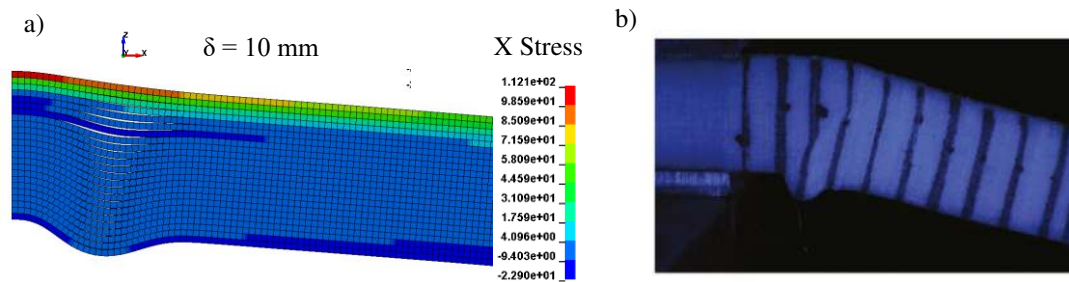 a)
Z
Y X
δ = 10 mm
X Stress
1.121e+02
9.859e+01
8.509e+01
7.159e+01
5.809e+01
4.459e+01
3.109e+01
1.759e+01
4.096e+00
-9.403e+00
-2.290e+01
b)